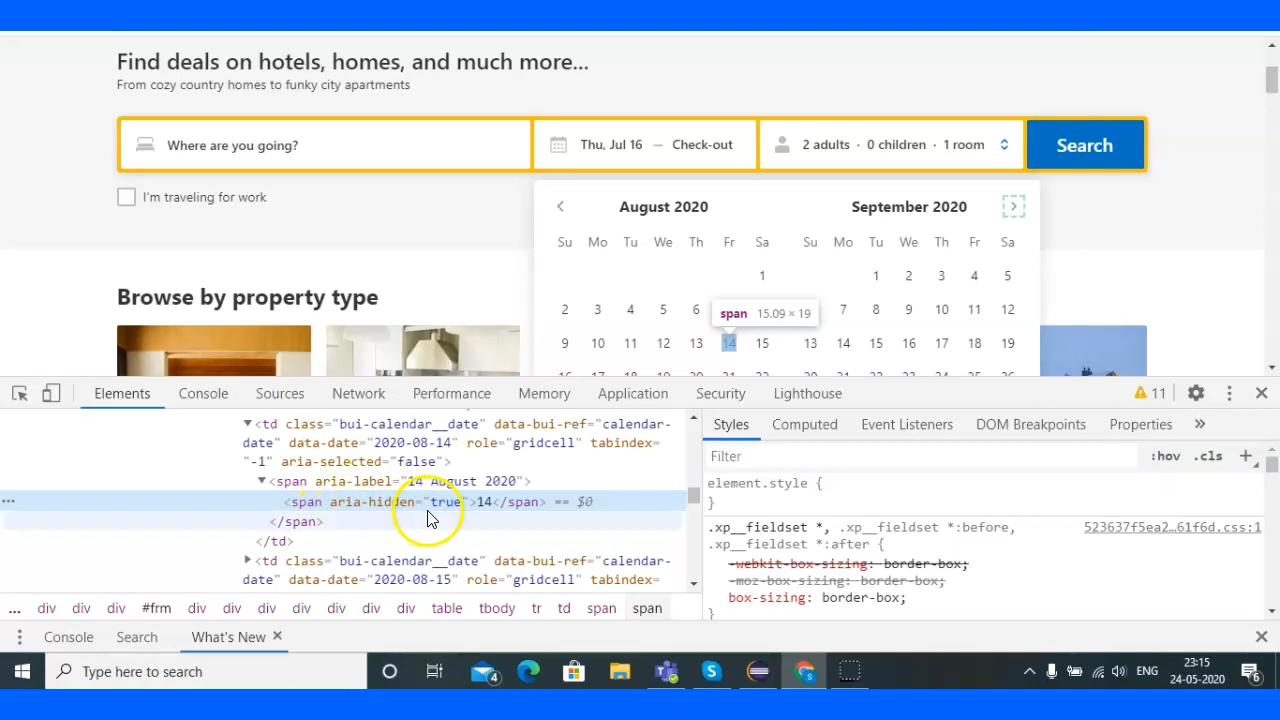 Find deals on hotels, homes, and much more...
From cozy country homes to funky city apartments
Where are you going?
Thu, Jul 16 — Check-out
2 adults · 0 children · 1 room
Search
I'm traveling for work
August 2020
September 2020
Su Mo Tu We Th Fr Sa
Su Mo Tu We Th Fr Sa
1
1 2 3 4 5
2 3 4 5 6
7 8 9 10 11 12
9 10 11 12 13 14 15
13 14 15 16 17 18 19
span 15.09 × 19
Browse by property type
Elements Console Sources Network Performance Memory Application Security Lighthouse
11
<td class="bui-calendar__date" data-bui-ref="calendar-
date" data-date="2020-08-14" role="gridcell" tabindex=
"-1" aria-selected="false">
<span aria-label="14 August 2020">
... <span aria-hidden="true">14</span> == $0
</span>
</td>
<td class="bui-calendar__date" data-bui-ref="calendar-
date" data-date="2020-08-15" role="gridcell" tabindex=
... div div div #frm div div div div div div table tbody tr td span span
Styles Computed Event Listeners DOM Breakpoints Properties »
Filter
:hov .cls +
element.style {
}
.xp__fieldset *, .xp__fieldset *:before,
523637f5ea2…61f6d.css:1
.xp__fieldset *:after {
-webkit-box-sizing: border-box;
-moz-box-sizing: border-box;
box-sizing: border-box;
}
Console Search What's New
Type here to search
4
ENG
23:15
24-05-2020
6